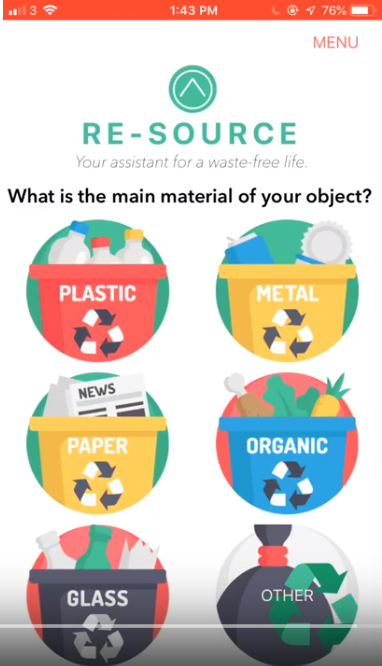 3 1:43 PM 76%
MENU
RE-SOURCE
Your assistant for a waste-free life.
What is the main material of your object?
PLASTIC METAL
NEWS
PAPER ORGANIC
GLASS OTHER